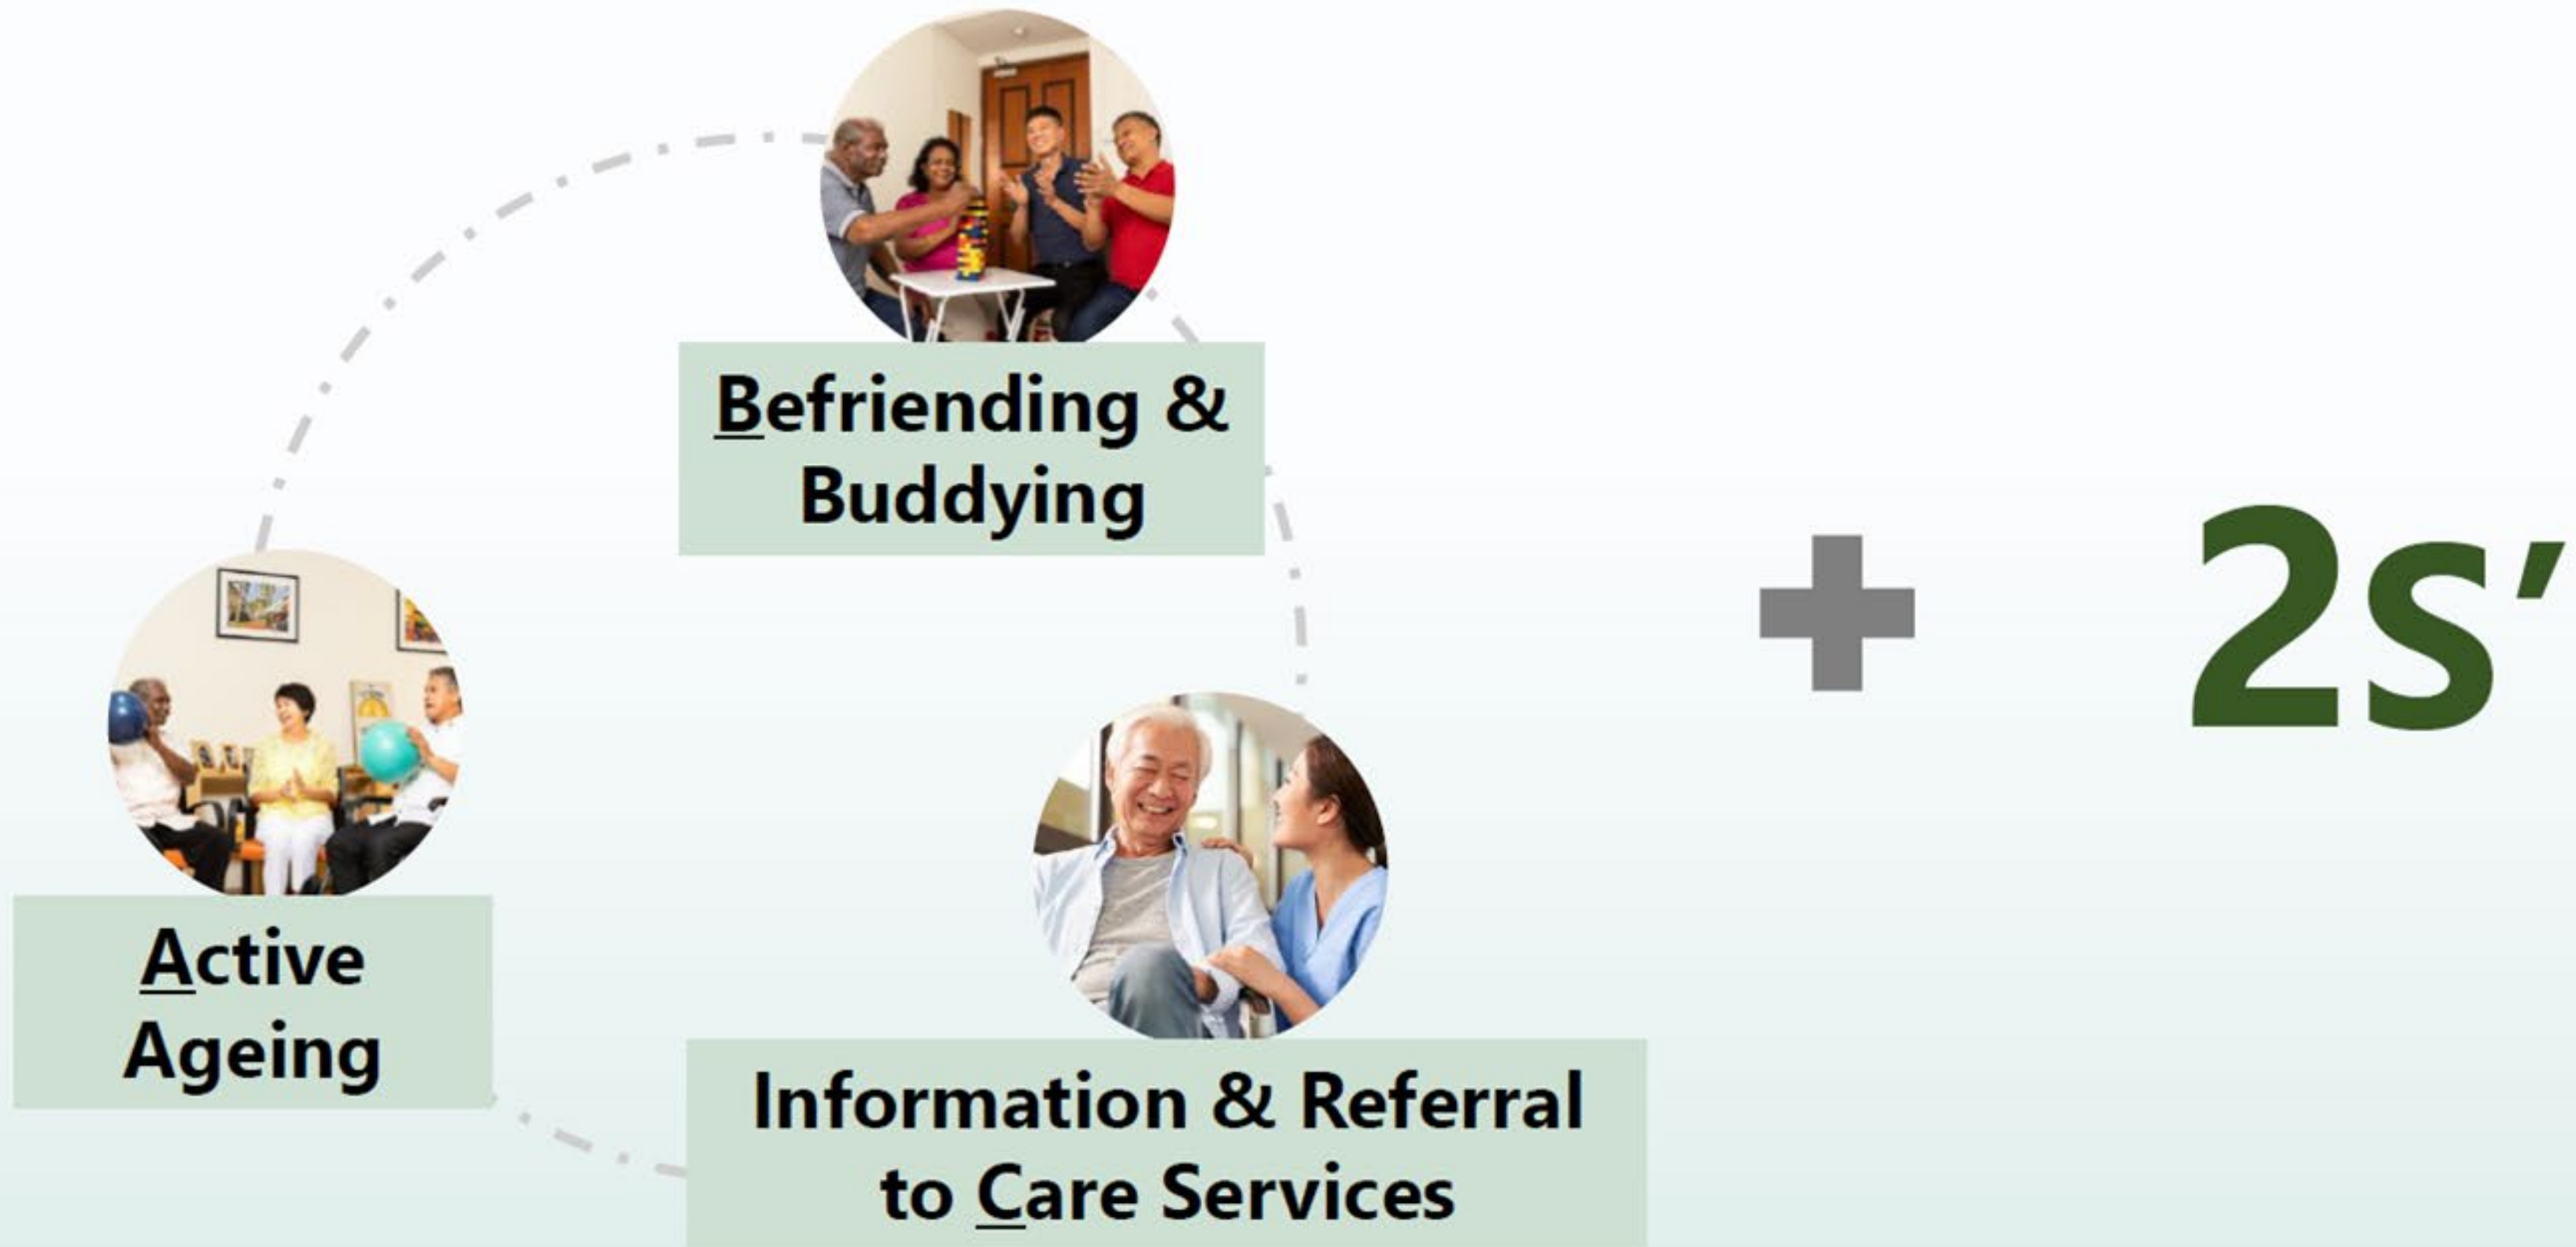 Befriending &
Buddying
2s’
Active
Ageing
Information & Referral
to Care Services